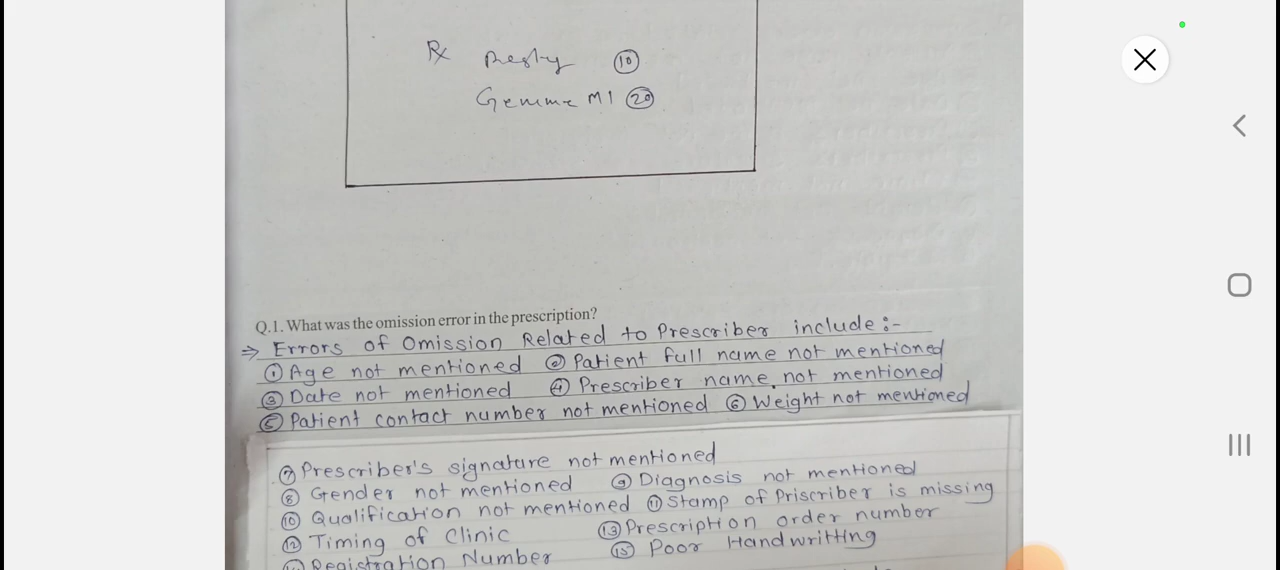 Rx Resty 10
Gemme M1 20
Q.1. What was the omission error in the prescription?
⇒ Errors of Omission Related to Prescriber include :-
① Age not mentioned ② Patient full name not mentioned
③ Date not mentioned ④ Prescriber name not mentioned
⑤ Patient contact number not mentioned ⑥ Weight not mentioned
⑦ Prescriber's signature not mentioned
⑧ Gender not mentioned ⑨ Diagnosis not mentioned
⑩ Qualification not mentioned ⑪ Stamp of Priscriber is missing
⑫ Timing of Clinic ⑬ Prescription order number
Registration Number ⑮ Poor Handwritting